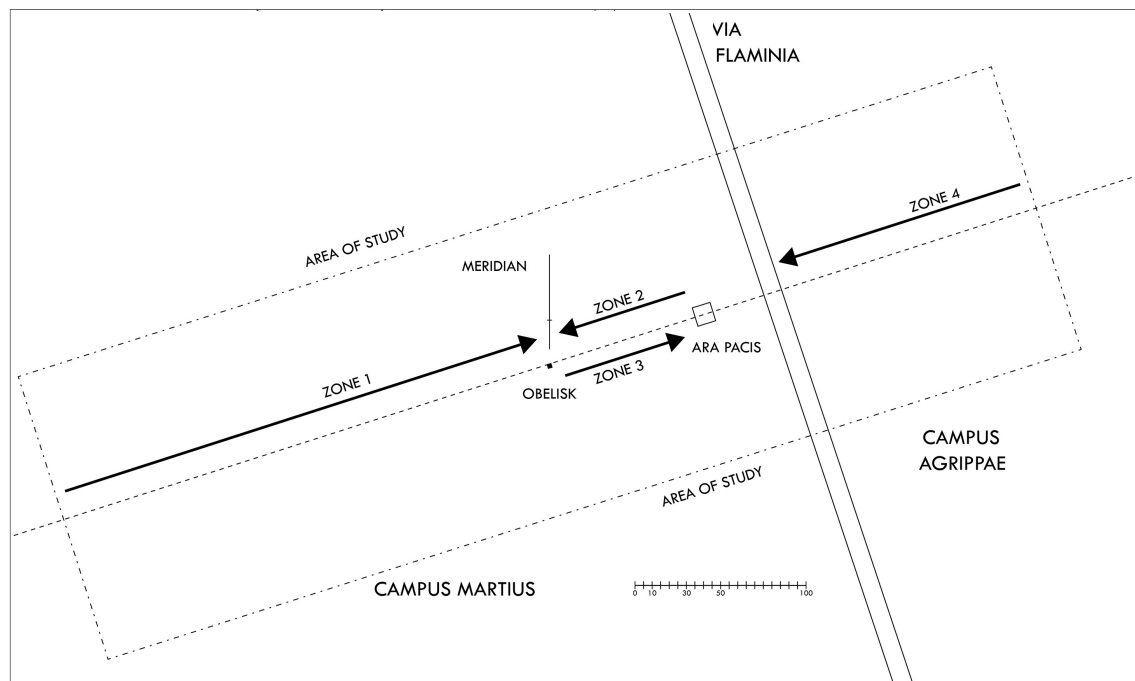 VIA
FLAMINIA
ZONE 4
AREA OF STUDY
MERIDIAN
ZONE 2
ARA PACIS
ZONE 3
ZONE 1
OBELISK
CAMPUS
AGRIPPAE
AREA OF STUDY
CAMPUS MARTIUS
0 10 30 50 100